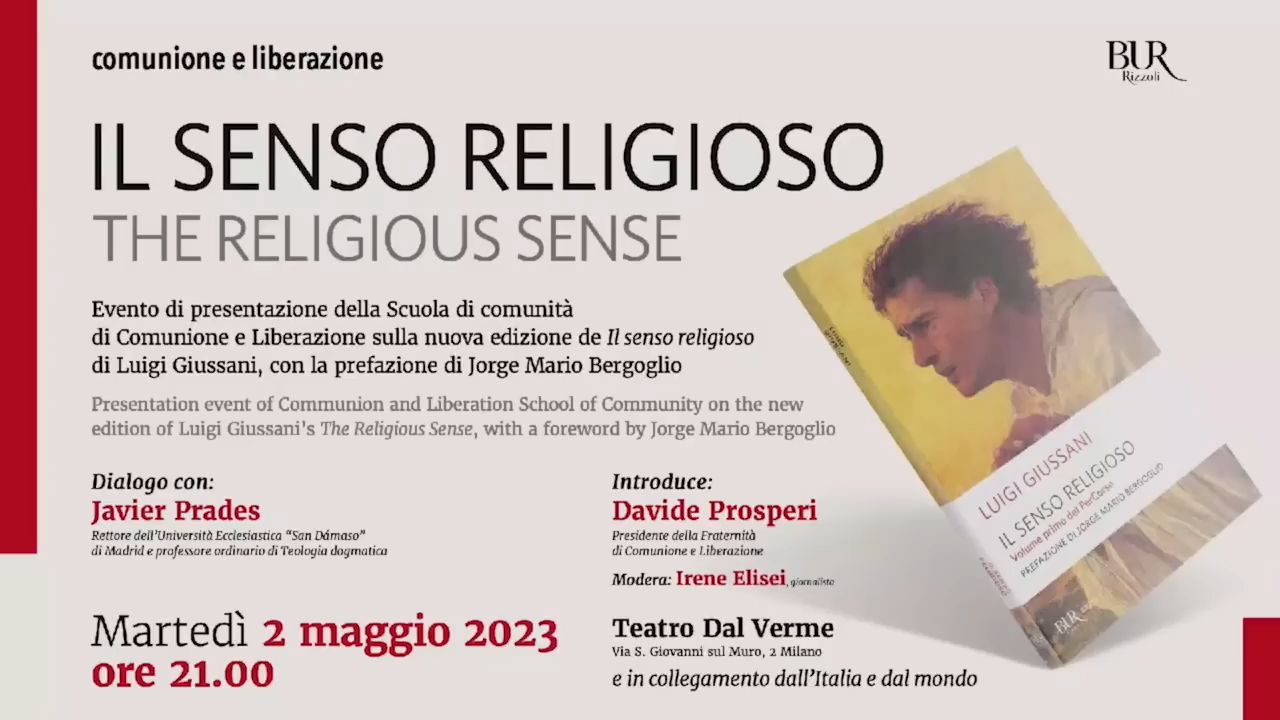 comunione e liberazione
BUR
Rizzoli
IL SENSO RELIGIOSO
THE RELIGIOUS SENSE
Evento di presentazione della Scuola di comunità
di Comunione e Liberazione sulla nuova edizione de Il senso religioso
di Luigi Giussani, con la prefazione di Jorge Mario Bergoglio
Presentation event of Communion and Liberation School of Community on the new
edition of Luigi Giussani's The Religious Sense, with a foreword by Jorge Mario Bergoglio
Dialogo con:
Javier Prades
Rettore dell'Università Ecclesiastica “San Dámaso”
di Madrid e professore ordinario di Teologia dogmatica
Introduce:
Davide Prosperi
Presidente della Fraternità
di Comunione e Liberazione
Modera: Irene Elisei, giornalista
Martedì 2 maggio 2023
ore 21.00
Teatro Dal Verme
Via S. Giovanni sul Muro, 2 Milano
e in collegamento dall'Italia e dal mondo
LUIGI GIUSSANI
IL SENSO RELIGIOSO
Volume primo del PerCorso
PREFAZIONE DI JORGE MARIO BERGOGLIO
BUR